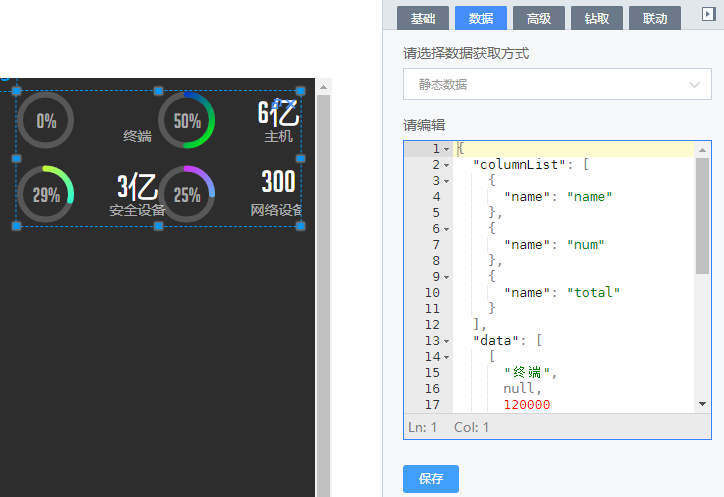 基础 数据 高级 钻取 联动
请选择数据获取方式
静态数据
请编辑
1 {
2 "columnList": [
3 {
4 "name": "name"
5 },
6 {
7 "name": "num"
8 },
9 {
10 "name": "total"
11 }
12 ],
13 "data": [
14 [
15 "终端",
16 null,
17 120000
Ln: 1 Col: 1
保存
0%
终端
50%
6亿
主机
29%
3亿
安全设备
25%
300
网络设备